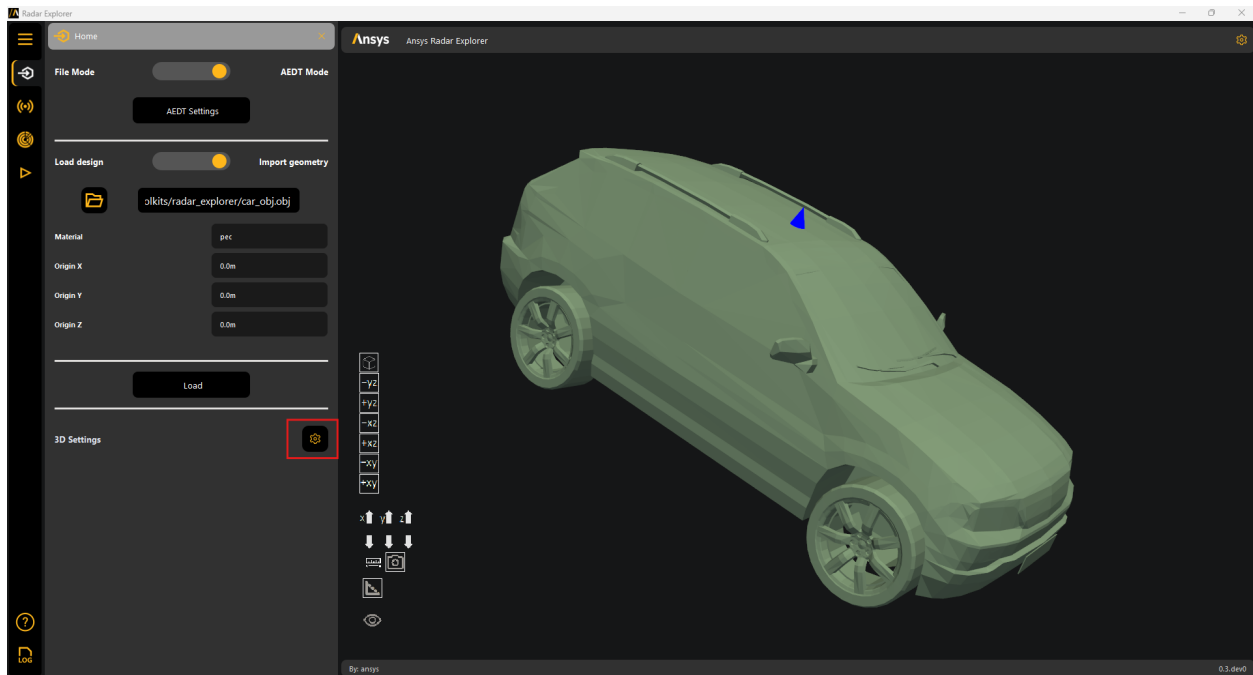 Radar Explorer
Home
File Mode AEDT Mode
AEDT Settings
Load design Import geometry
olkits/radar_explorer/car_obj.obj
Material pec
Origin X 0.0m
Origin Y 0.0m
Origin Z 0.0m
Load
3D Settings
LOG
Ansys Ansys Radar Explorer
-yz
+yz
-xz
+xz
-xy
+xy
x y z
By: ansys 0.3.dev0